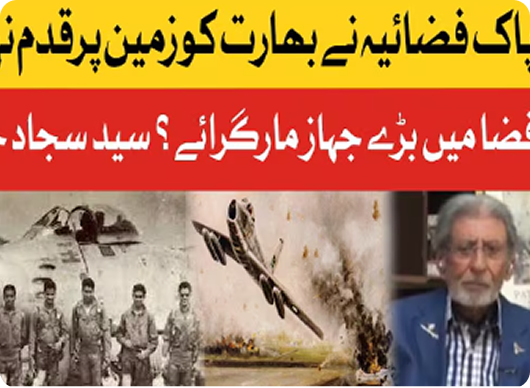 پاک فضائیہ نے بھارت کو زمین پر قدم
فضا میں بڑے جہاز مار گرائے ؟ سید سجاد